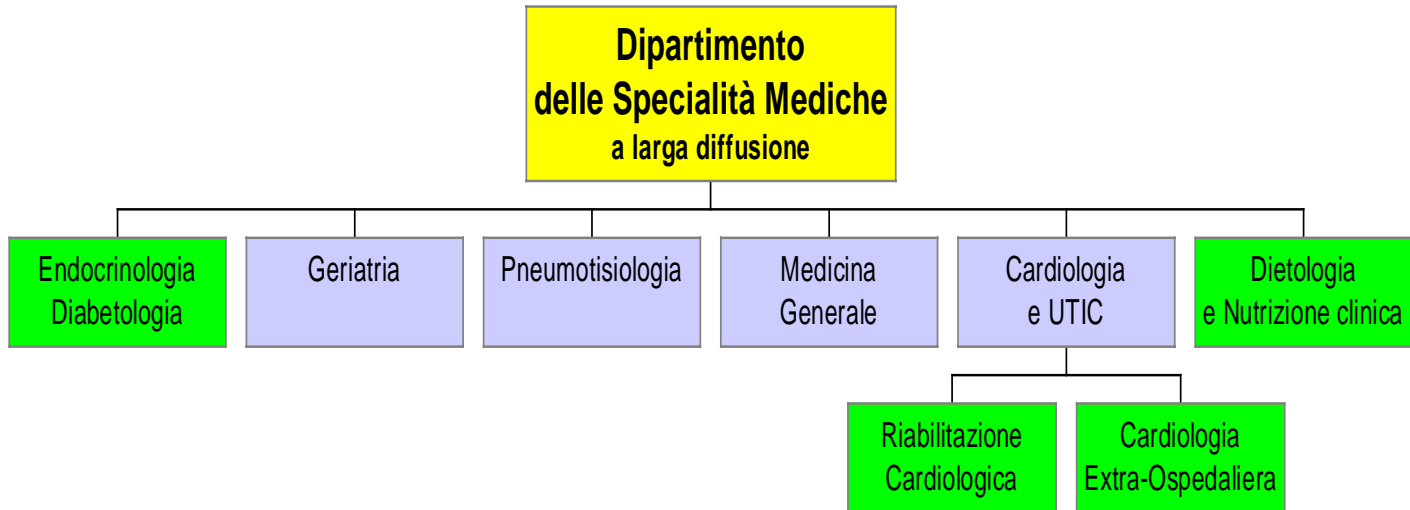 Dipartimento
delle Specialità Mediche
a larga diffusione
Endocrinologia
Diabetologia
Geriatria
Pneumotisiologia
Medicina
Generale
Cardiologia
e UTIC
Dietologia
e Nutrizione clinica
Riabilitazione
Cardiologica
Cardiologia
Extra-Ospedaliera